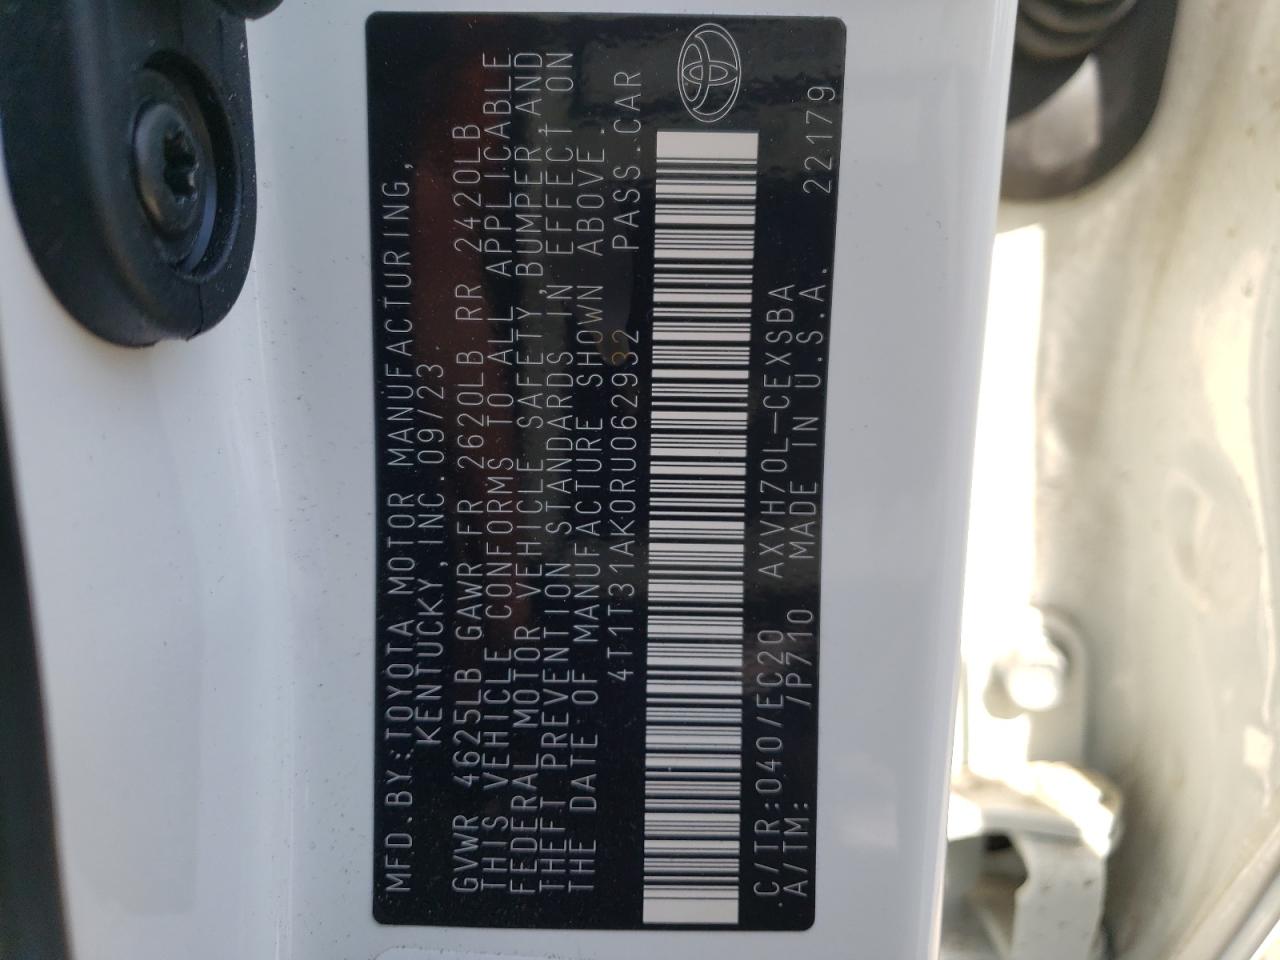 MFD.BY:TOYOTA MOTOR MANUFACTURING,
KENTUCKY,INC.09/23
GVWR 4625LB GAWR FR 2620LB RR 2420LB
THIS VEHICLE CONFORMS TO ALL APPLICABLE
FEDERAL MOTOR VEHICLE SAFETY,BUMPER,AND
THEFT PREVENTION STANDARDS IN EFFECT ON
THE DATE OF MANUFACTURE SHOWN ABOVE.
4T1T31AK0RU062932 PASS.CAR
C/TR:040/EC20 AXVH70L-CEXSBA
A/TM: /P710 MADE IN U.S.A. 22179